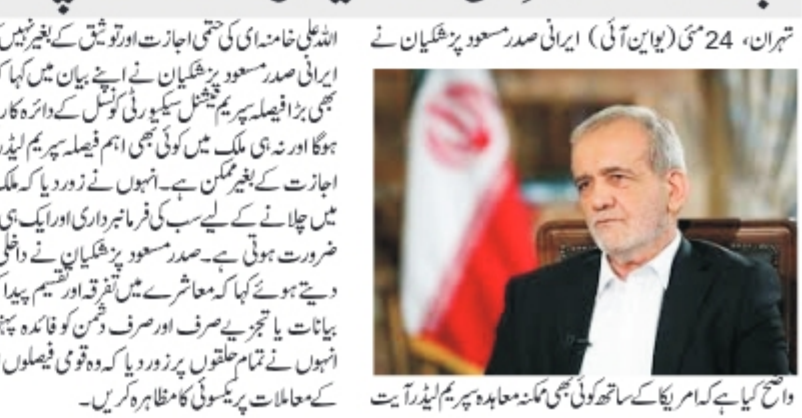 تہران، 24 مئی (یو این آئی) ایرانی صدر مسعود پزشکیان نے
واضح کیا ہے کہ امریکا کے ساتھ کوئی بھی ممکنہ معاہدہ سپریم لیڈر آیت
اللہ علی خامنہ ای کی حتمی اجازت اور توثیق کے بغیر نہیں
ایرانی صدر مسعود پزشکیان نے اپنے بیان میں کہا
بھی بڑا فیصلہ سپریم نیشنل سیکیورٹی کونسل کے دائرہ کار
ہوگا اور نہ ہی ملک میں کوئی بھی اہم فیصلہ سپریم لیڈر
اجازت کے بغیر ممکن ہے۔ انہوں نے زور دیا کہ ملک
میں چلانے کے لیے سب کی فرمانبرداری اور ایک ہی
ضرورت ہوتی ہے۔ صدر مسعود پزشکیان نے داخلی
دیتے ہوئے کہا کہ معاشرے میں تفرقہ اور تقسیم پیدا
بیانات یا تجزیے صرف اور صرف دشمن کو فائدہ
انہوں نے تمام حلقوں پر زور دیا کہ وہ قومی فیصلوں
کے معاملات پر یکسوئی کا مظاہرہ کریں۔